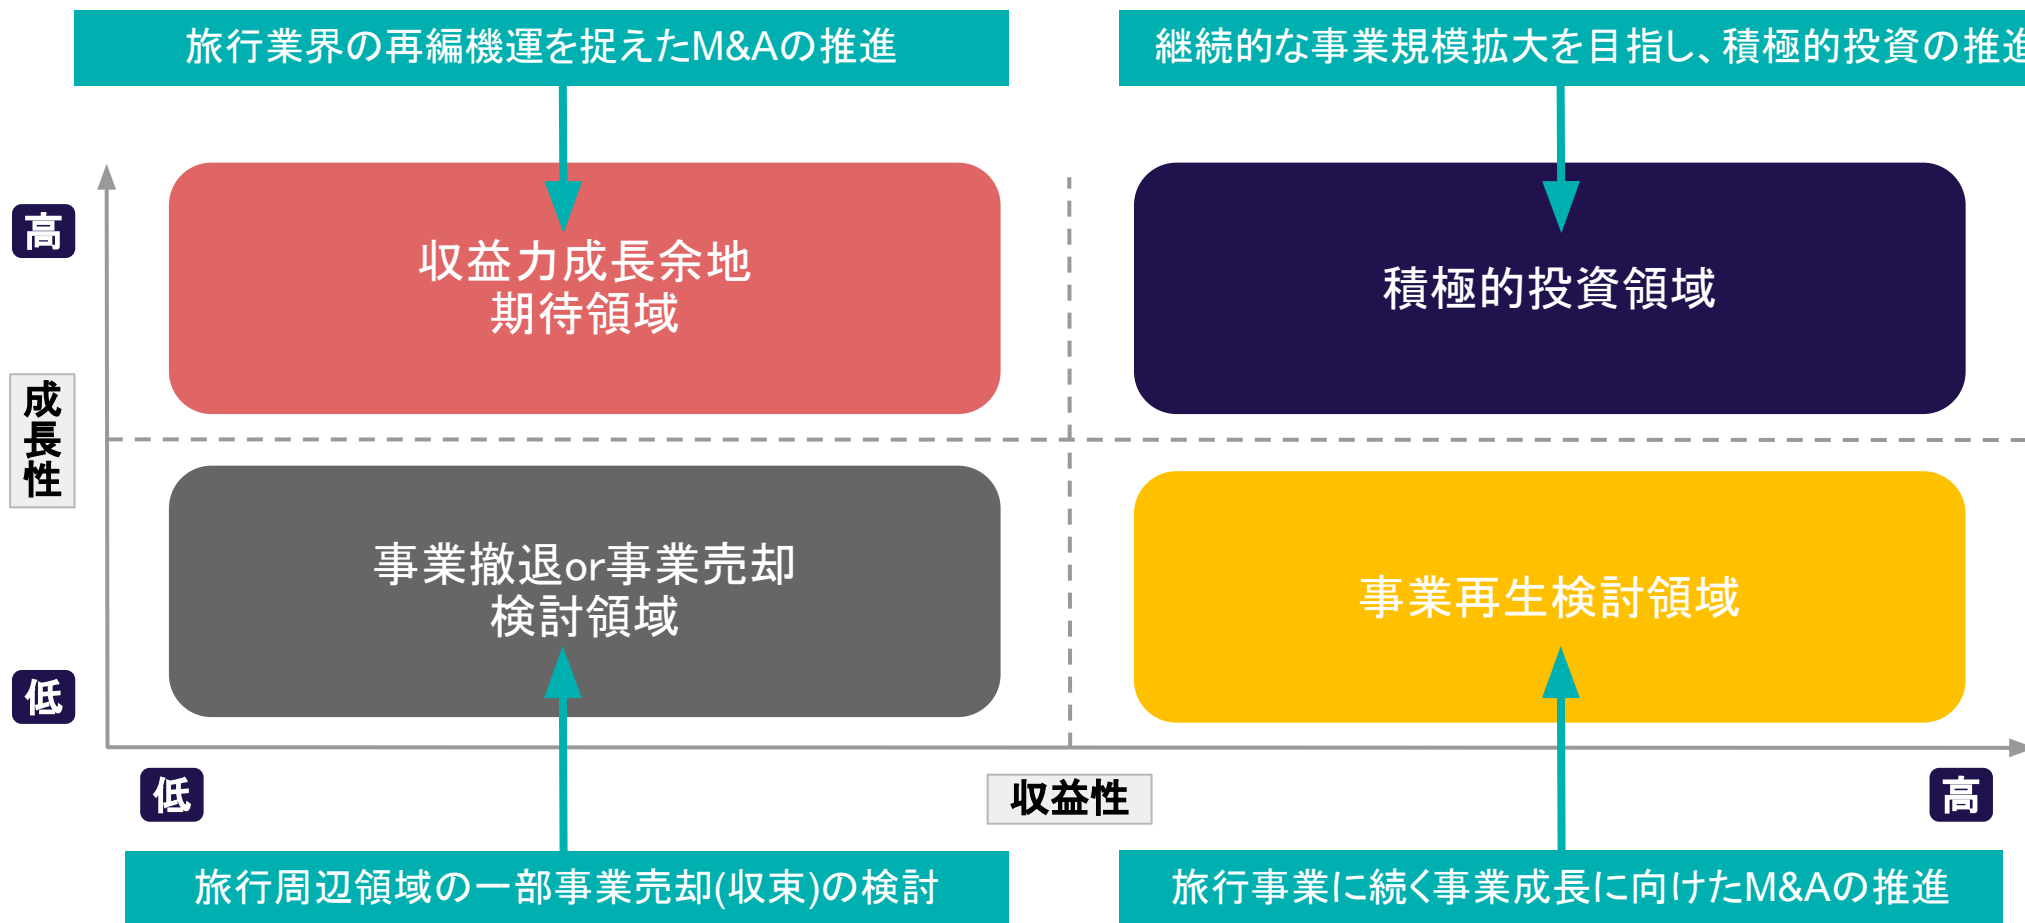 旅行業界の再編機運を捉えたM&Aの推進
継続的な事業規模拡大を目指し、積極的投資の推進
高
収益力成長余地
期待領域
積極的投資領域
成長性
事業撤退or事業売却
検討領域
事業再生検討領域
低
低
収益性
高
旅行周辺領域の一部事業売却(収束)の検討
旅行事業に続く事業成長に向けたM&Aの推進